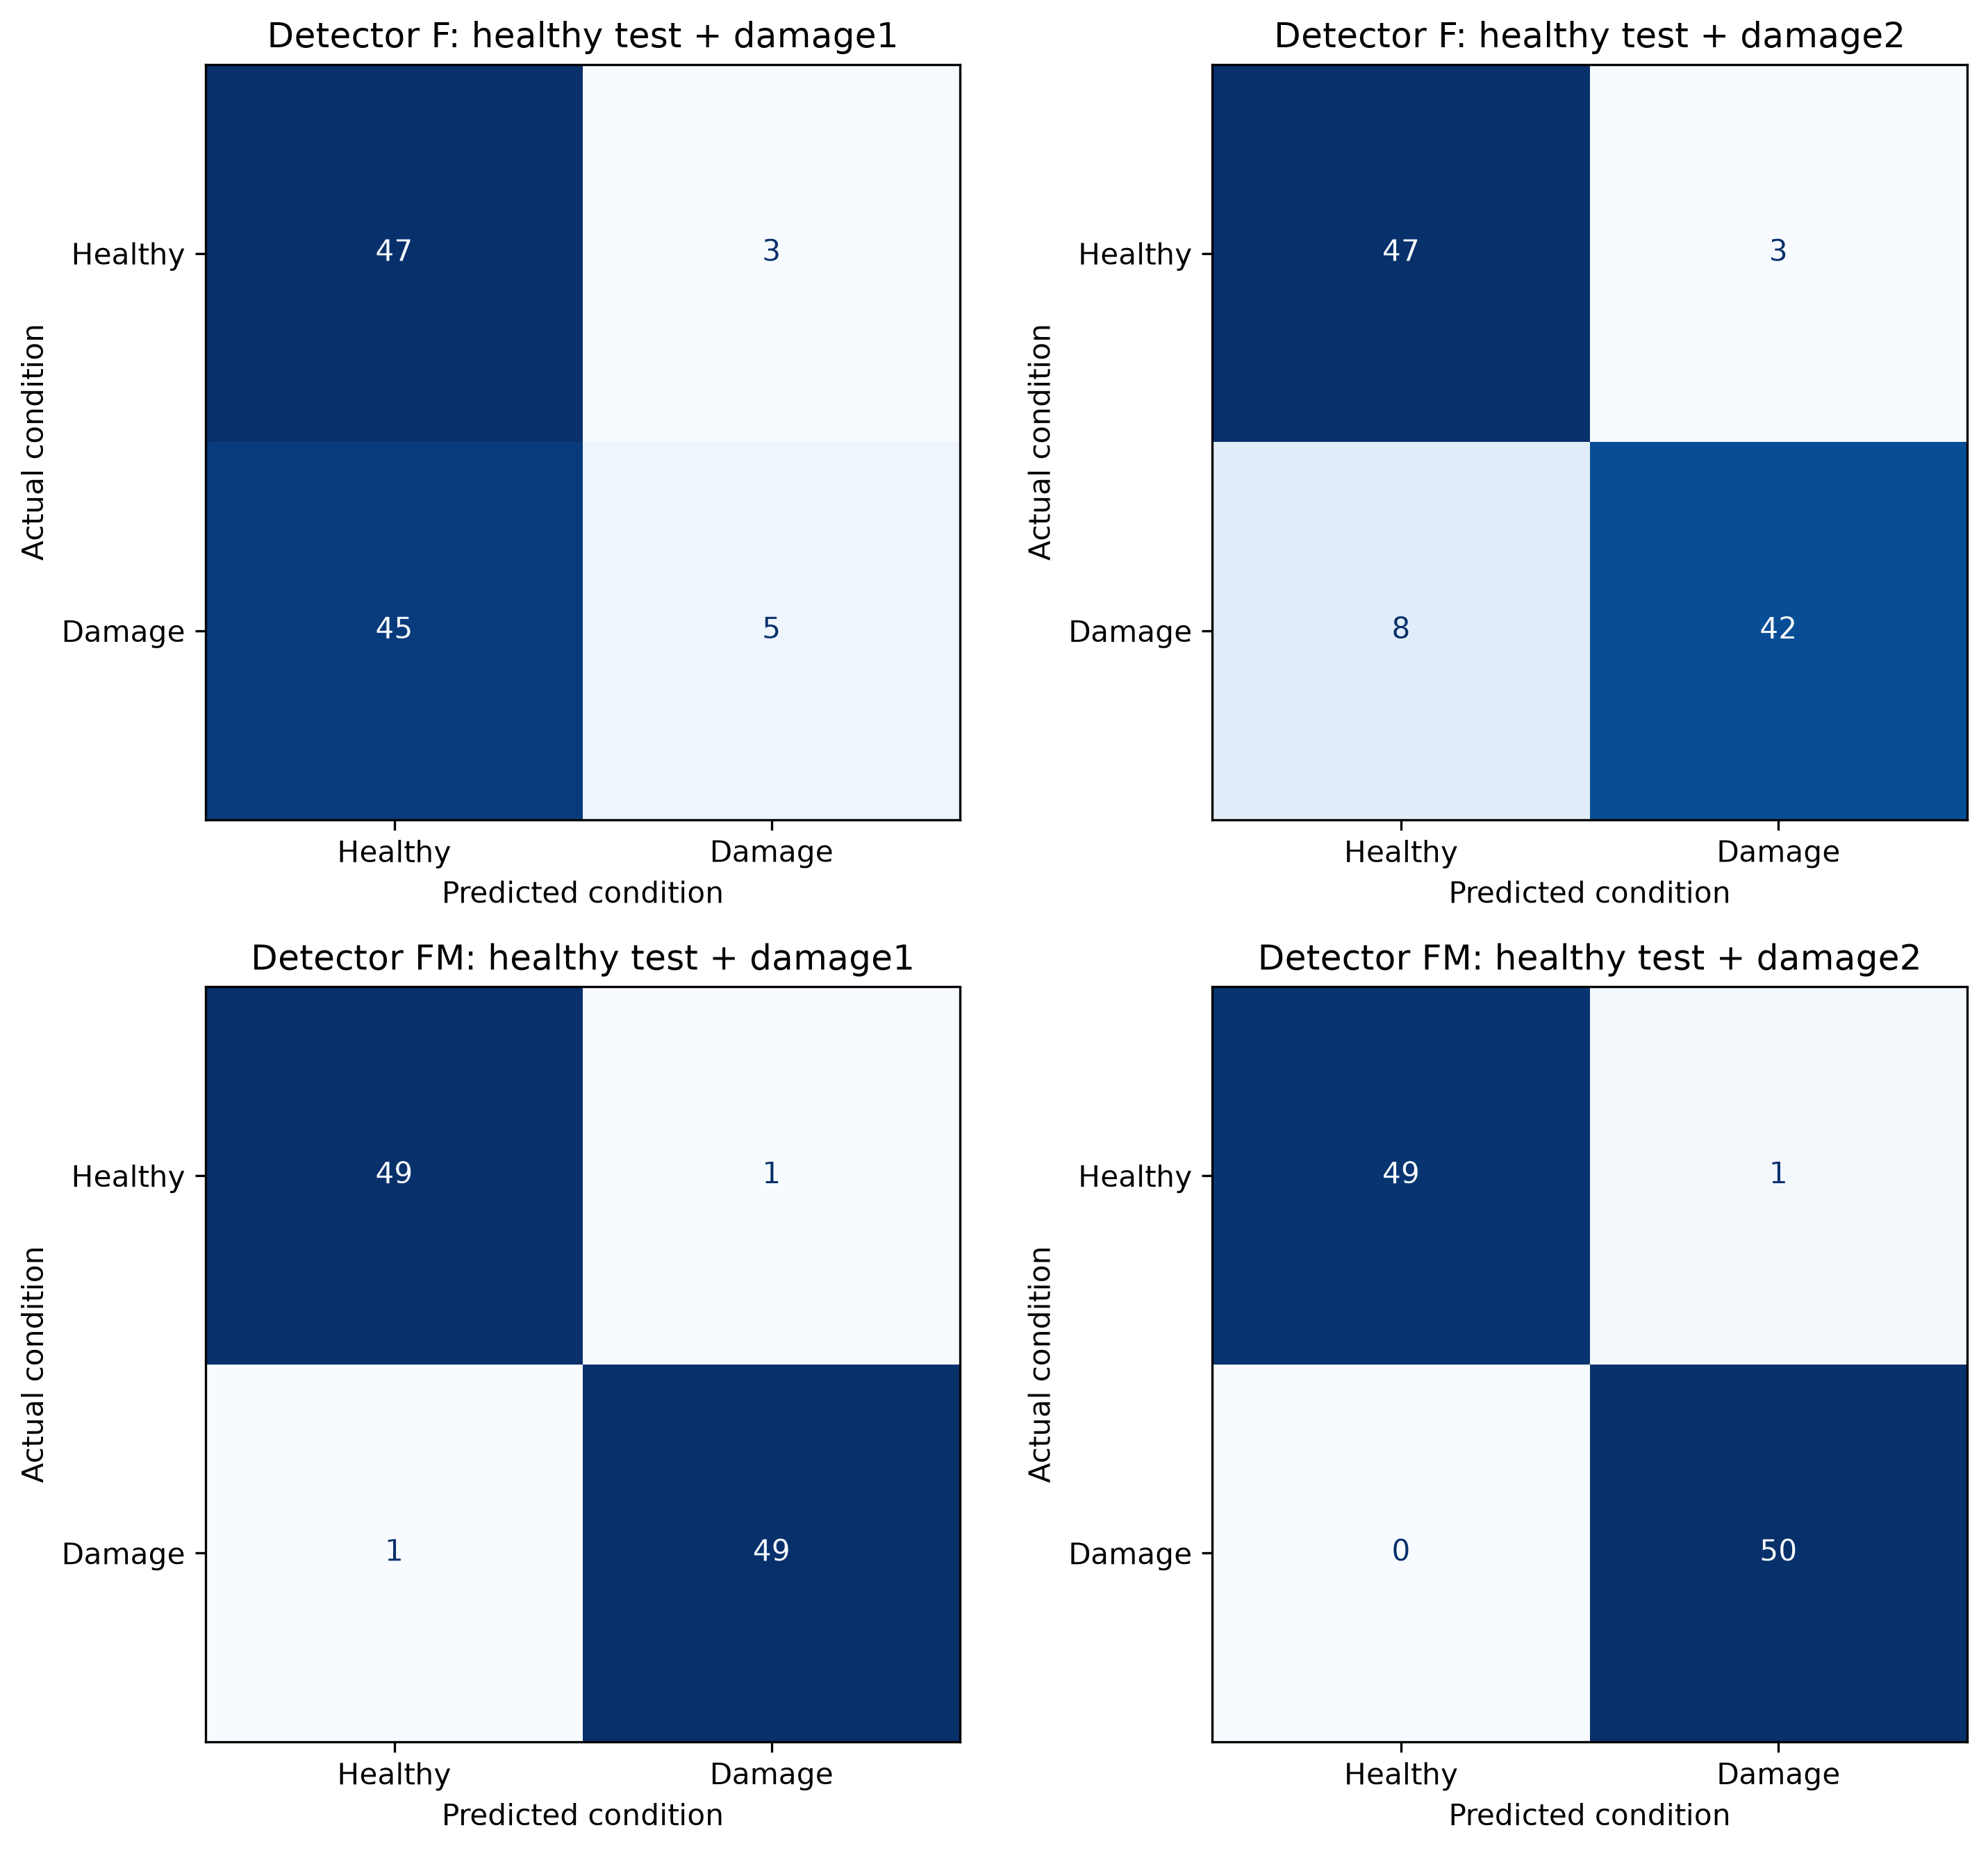 Detector F: healthy test + damage1
Healthy
47
3
Actual condition
Damage
45
5
Healthy
Damage
Predicted condition
Detector F: healthy test + damage2
Healthy
47
3
Actual condition
Damage
8
42
Healthy
Damage
Predicted condition
Detector FM: healthy test + damage1
Healthy
49
1
Actual condition
Damage
1
49
Healthy
Damage
Predicted condition
Detector FM: healthy test + damage2
Healthy
49
1
Actual condition
Damage
0
50
Healthy
Damage
Predicted condition